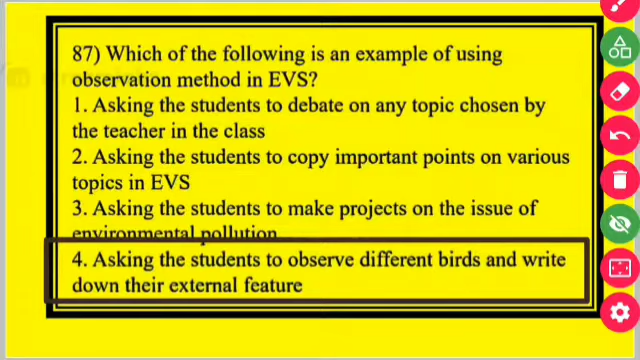 87) Which of the following is an example of using
observation method in EVS?
1. Asking the students to debate on any topic chosen by
the teacher in the class
2. Asking the students to copy important points on various
topics in EVS
3. Asking the students to make projects on the issue of
environmental pollution
4. Asking the students to observe different birds and write
down their external feature